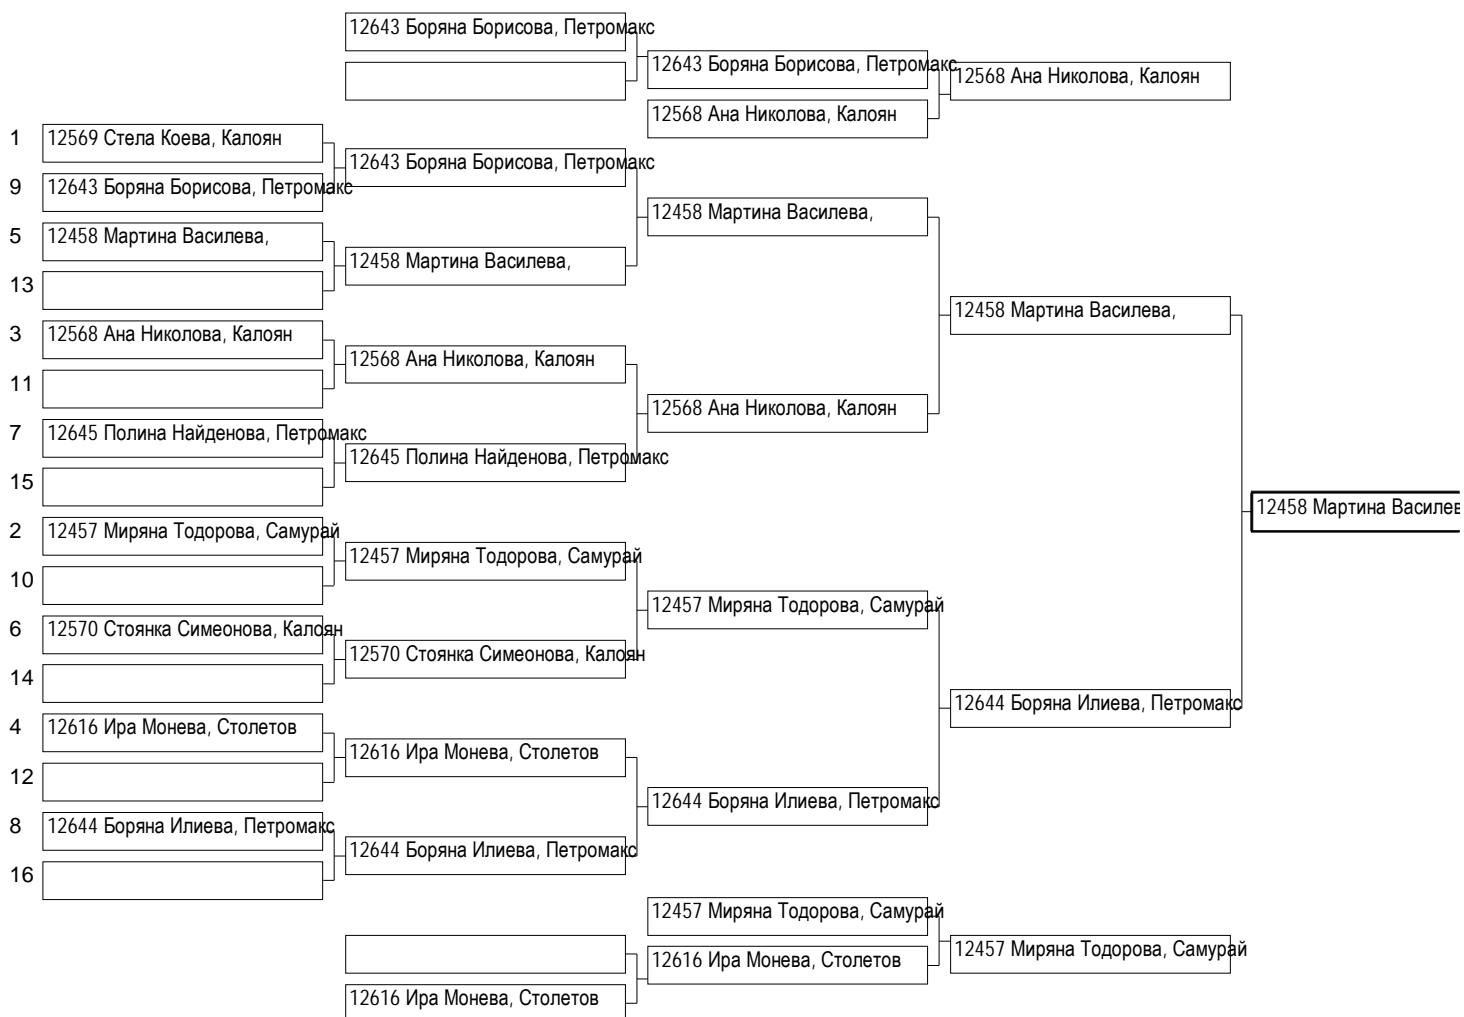 12643 Боряна Борисова, Петромакс
12643 Боряна Борисова, Петромакс
12568 Ана Николова, Калоян
12568 Ана Николова, Калоян
1 12569 Стела Коева, Калоян
12643 Боряна Борисова, Петромакс
9 12643 Боряна Борисова, Петромакс
12458 Мартина Василева,
5 12458 Мартина Василева,
12458 Мартина Василева,
13
12458 Мартина Василева,
3 12568 Ана Николова, Калоян
12568 Ана Николова, Калоян
11
12568 Ана Николова, Калоян
7 12645 Полина Найденова, Петромакс
12645 Полина Найденова, Петромакс
15
12458 Мартина Василев
2 12457 Миряна Тодорова, Самурай
12457 Миряна Тодорова, Самурай
10
12457 Миряна Тодорова, Самурай
6 12570 Стоянка Симеонова, Калоян
12570 Стоянка Симеонова, Калоян
14
12644 Боряна Илиева, Петромакс
4 12616 Ира Монева, Столетов
12616 Ира Монева, Столетов
12
12644 Боряна Илиева, Петромакс
8 12644 Боряна Илиева, Петромакс
12644 Боряна Илиева, Петромакс
16
12457 Миряна Тодорова, Самурай
12457 Миряна Тодорова, Самурай
12616 Ира Монева, Столетов
12616 Ира Монева, Столетов